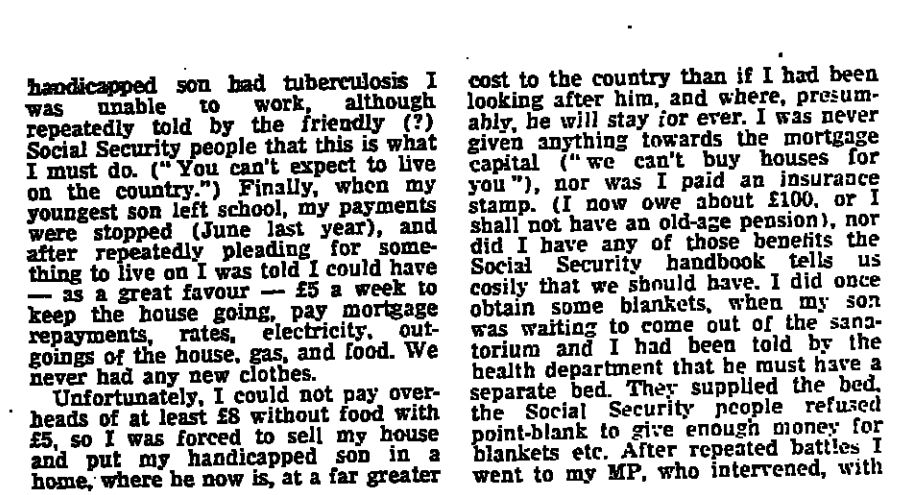 handicapped son had tuberculosis I
was unable to work, although
repeatedly told by the friendly (?)
Social Security people that this is what
I must do. ("You can't expect to live
on the country.") Finally, when my
youngest son left school, my payments
were stopped (June last year), and
after repeatedly pleading for some-
thing to live on I was told I could have
— as a great favour — £5 a week to
keep the house going, pay mortgage
repayments, rates, electricity, out-
goings of the house, gas, and food. We
never had any new clothes.
Unfortunately, I could not pay over-
heads of at least £8 without food with
£5, so I was forced to sell my house
and put my handicapped son in a
home, where he now is, at a far greater
cost to the country than if I had been
looking after him, and where, presum-
ably, he will stay for ever. I was never
given anything towards the mortgage
capital ("we can't buy houses for
you"), nor was I paid an insurance
stamp. (I now owe about £100, or I
shall not have an old-age pension), nor
did I have any of those benefits the
Social Security handbook tells us
cosily that we should have. I did once
obtain some blankets, when my son
was waiting to come out of the sana-
torium and I had been told by the
health department that he must have a
separate bed. They supplied the bed,
the Social Security people refused
point-blank to give enough money for
blankets etc. After repeated battles I
went to my MP, who intervened, with